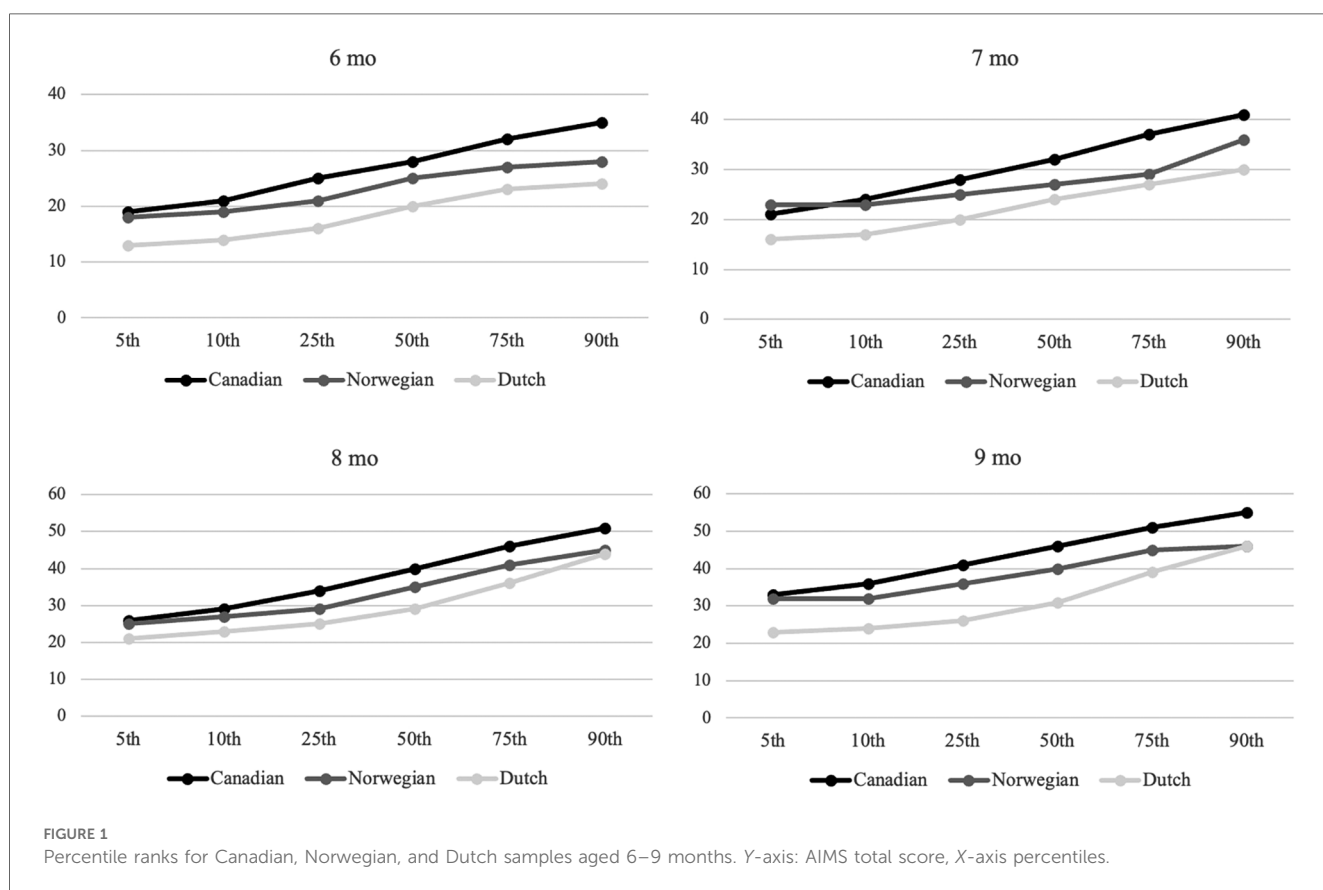 6 mo
40
30
20
10
0
5th 10th 25th 50th 75th 90th
Canadian Norwegian Dutch
7 mo
40
30
20
10
0
5th 10th 25th 50th 75th 90th
Canadian Norwegian Dutch
8 mo
60
50
40
30
20
10
0
5th 10th 25th 50th 75th 90th
Canadian Norwegian Dutch
9 mo
60
50
40
30
20
10
0
5th 10th 25th 50th 75th 90th
Canadian Norwegian Dutch
FIGURE 1
Percentile ranks for Canadian, Norwegian, and Dutch samples aged 6–9 months. Y-axis: AIMS total score, X-axis percentiles.